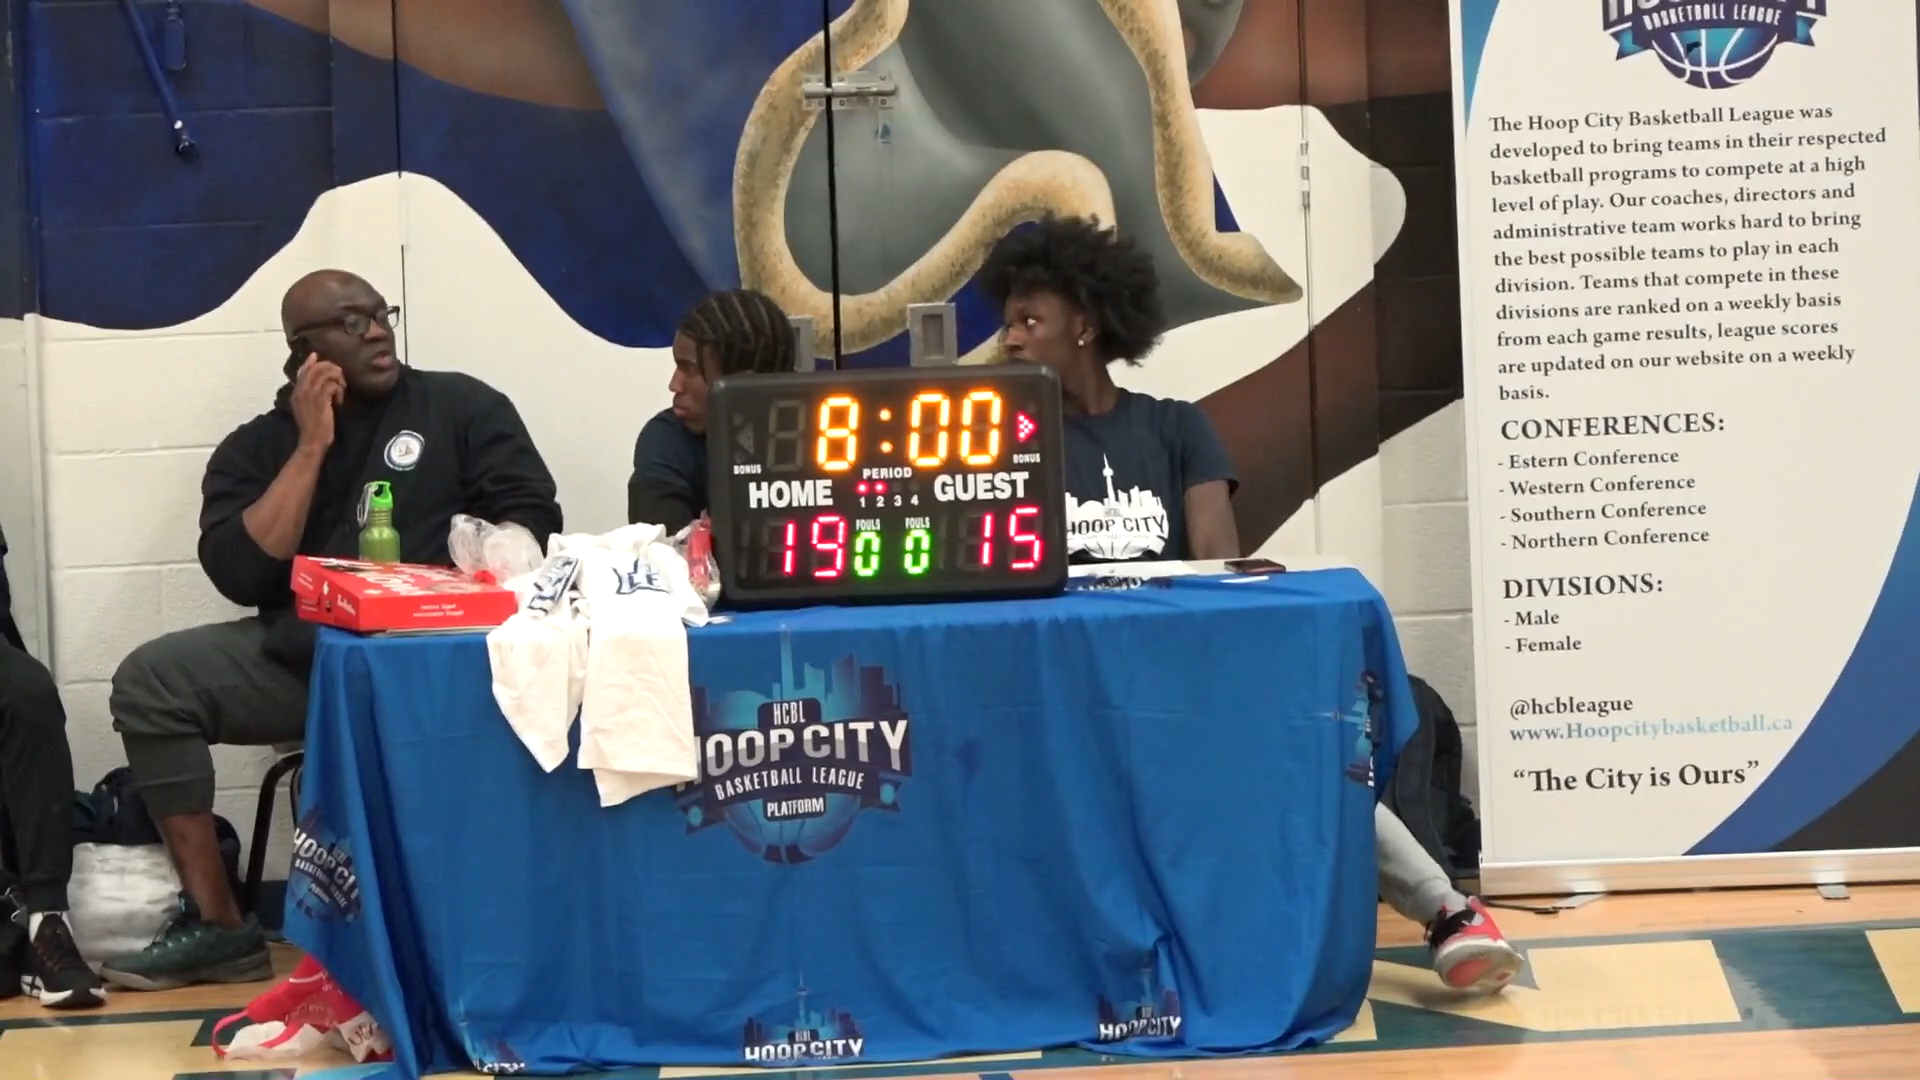 BASKETBALL LEAGUE
The Hoop City Basketball League was
developed to bring teams in their respected
basketball programs to compete at a high
level of play. Our coaches, directors and
administrative team works hard to bring
the best possible teams to play in each
division. Teams that compete in these
divisions are ranked on a weekly basis
from each game results, league scores
are updated on our website on a weekly
basis.
CONFERENCES:
- Estern Conference
- Western Conference
- Southern Conference
- Northern Conference
DIVISIONS:
- Male
- Female
@hcbleague
www.Hoopcitybasketball.ca
“The City is Ours”
8:00
BONUS
BONUS
PERIOD
HOME
1 2 3 4
GUEST
FOULS
FOULS
19
00
0
15
HOOP CITY
HCBL
HOOP CITY
BASKETBALL LEAGUE
PLATFORM
HOOP CITY
HOOP CITY
HOOP CITY